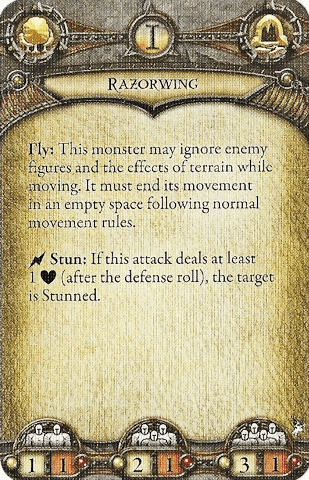 I
RAZORWING
Fly: This monster may ignore enemy
figures and the effects of terrain while
moving. It must end its movement
in an empty space following normal
movement rules.
Stun: If this attack deals at least
1 (after the defense roll), the target
is Stunned.
1 1 2 1 3 1